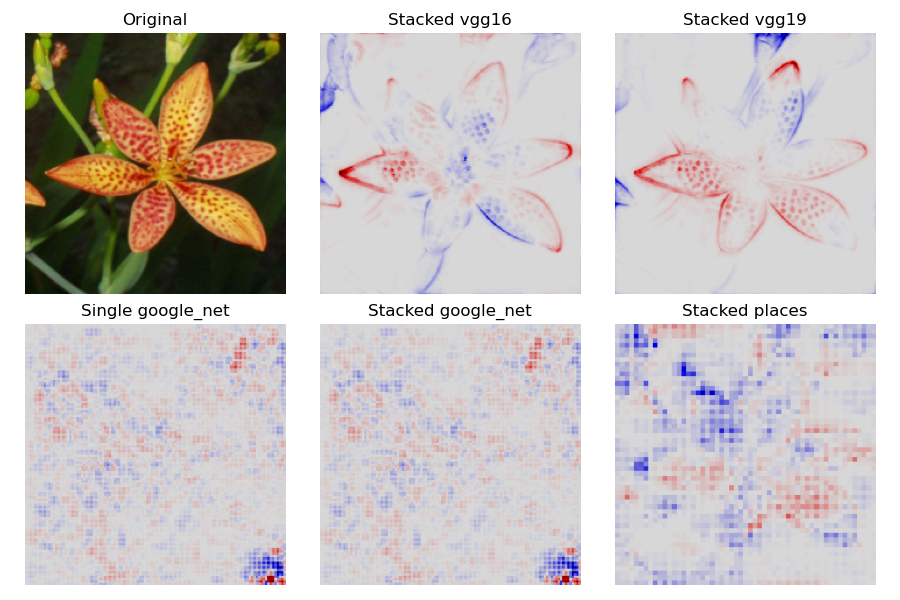 Original
Stacked vgg16
Stacked vgg19
Single google_net
Stacked google_net
Stacked places